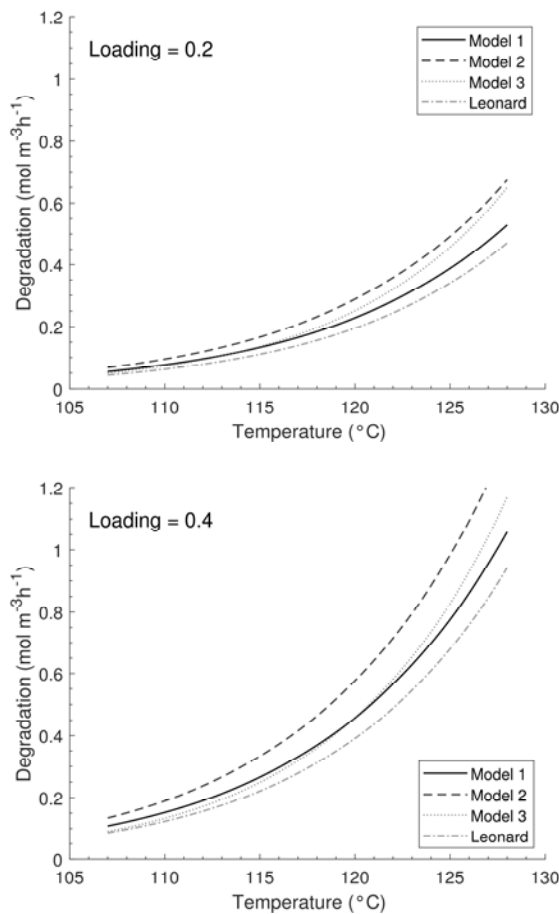 Loading = 0.2
Model 1
Model 2
Model 3
Leonard
Degradation (mol m⁻³h⁻¹)
1.2
1
0.8
0.6
0.4
0.2
0
105 110 115 120 125 130
Temperature (°C)
Loading = 0.4
Degradation (mol m⁻³h⁻¹)
1.2
1
0.8
0.6
0.4
0.2
0
Model 1
Model 2
Model 3
Leonard
105 110 115 120 125 130
Temperature (°C)